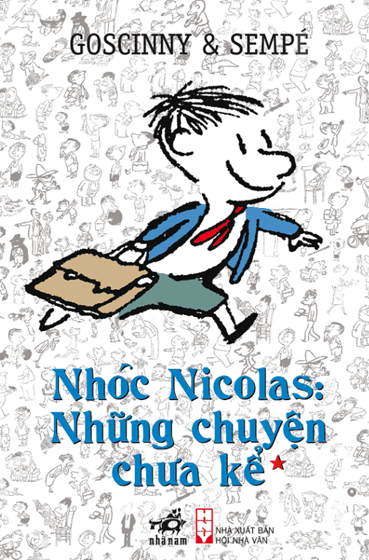 GOSCINNY & SEMPÉ
Nhóc Nicolas:
Những chuyện
chưa kể
nhã nam
NHÀ XUẤT BẢN
HỘI NHÀ VĂN